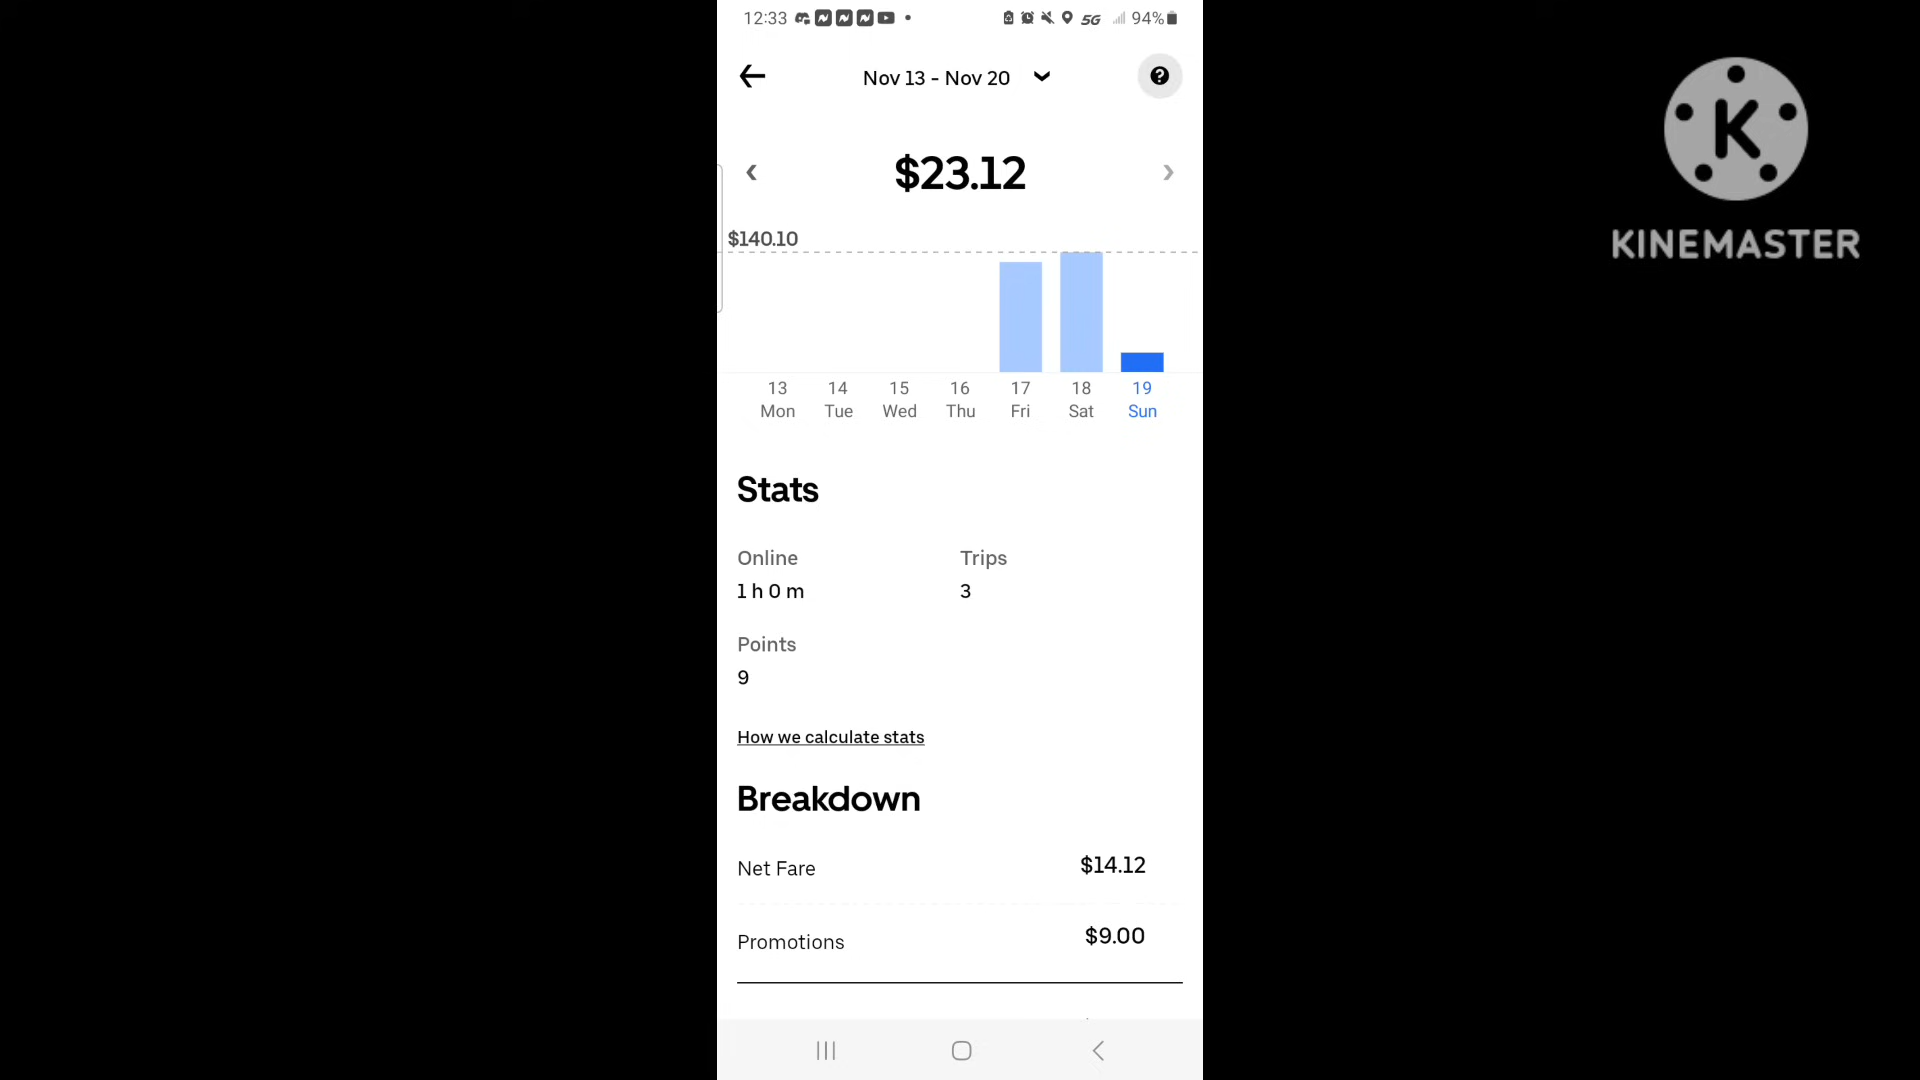 12:33 5G 94%
Nov 13 - Nov 20
$23.12
$140.10
13 14 15 16 17 18 19
Mon Tue Wed Thu Fri Sat Sun
Stats
Online Trips
1 h 0 m 3
Points
9
How we calculate stats
Breakdown
Net Fare $14.12
Promotions $9.00
K
KINEMASTER